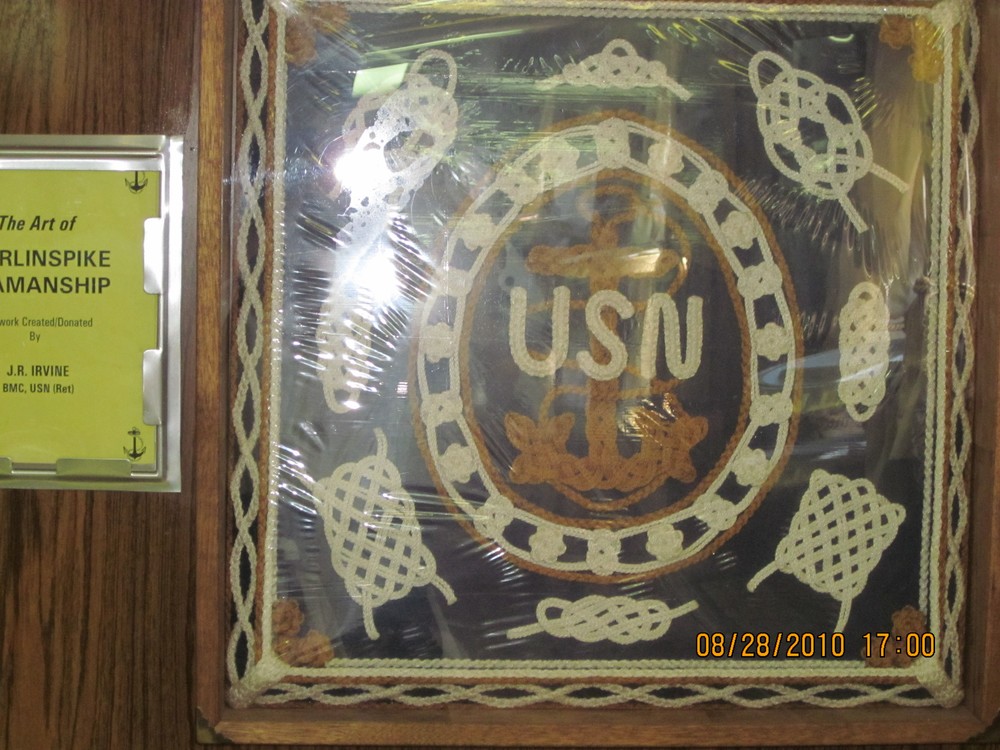 The Art of
RLINSPIKE
AMANSHIP
work Created/Donated
By
J.R. IRVINE
BMC, USN (Ret)
USN
08/28/2010 17:00